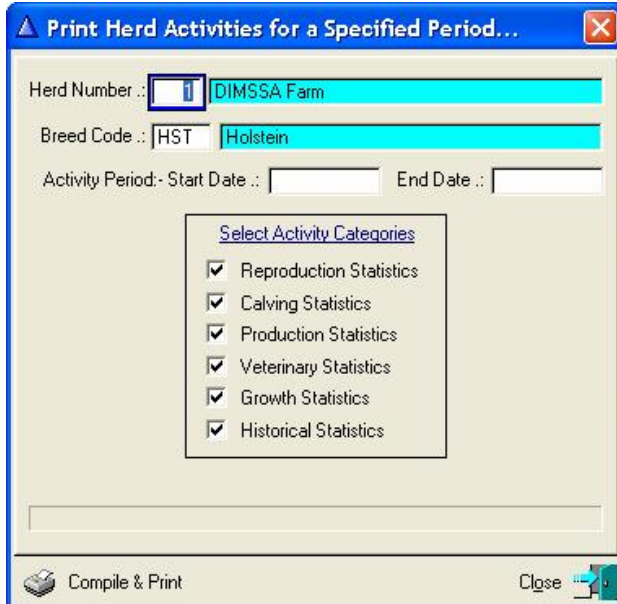 Print Herd Activities for a Specified Period...
Herd Number .: 1 DIMSSA Farm
Breed Code .: HST Holstein
Activity Period:- Start Date .: End Date .:
Select Activity Categories
Reproduction Statistics
Calving Statistics
Production Statistics
Veterinary Statistics
Growth Statistics
Historical Statistics
Compile & Print Close